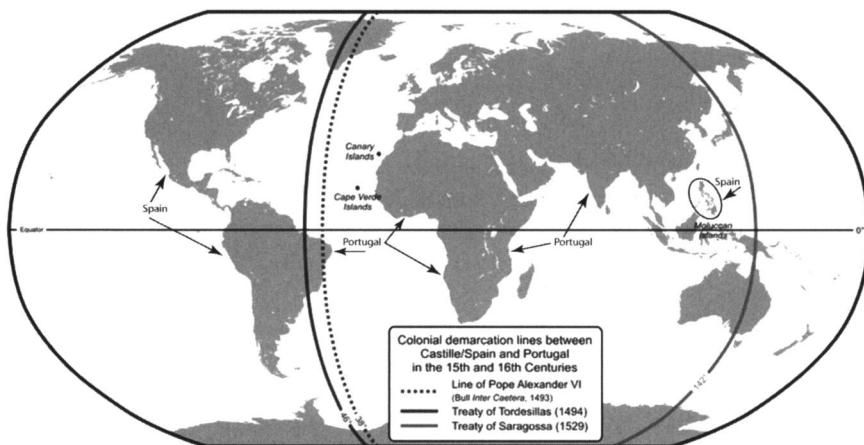 Canary
Islands
Cape Verde
Islands
Spain
Spain
Moluccan
Islands
Equator
0°
Portugal
Portugal
Colonial demarcation lines between
Castille/Spain and Portugal
in the 15th and 16th Centuries
Line of Pope Alexander VI
(Bull Inter Caetera, 1493)
Treaty of Tordesillas (1494)
Treaty of Saragossa (1529)
46°
38°
142°